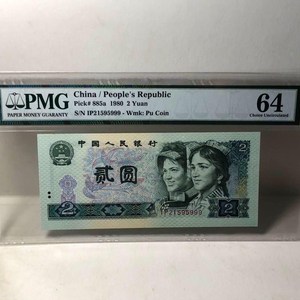 PMG
PAPER MONEY GUARANTY
China / People's Republic
Pick# 885a 1980 2 Yuan
S/N IP21595999 - Wmk: Pu Coin
64
Choice Uncirculated
中国人民银行
2
贰圆
2
2
IP21595999